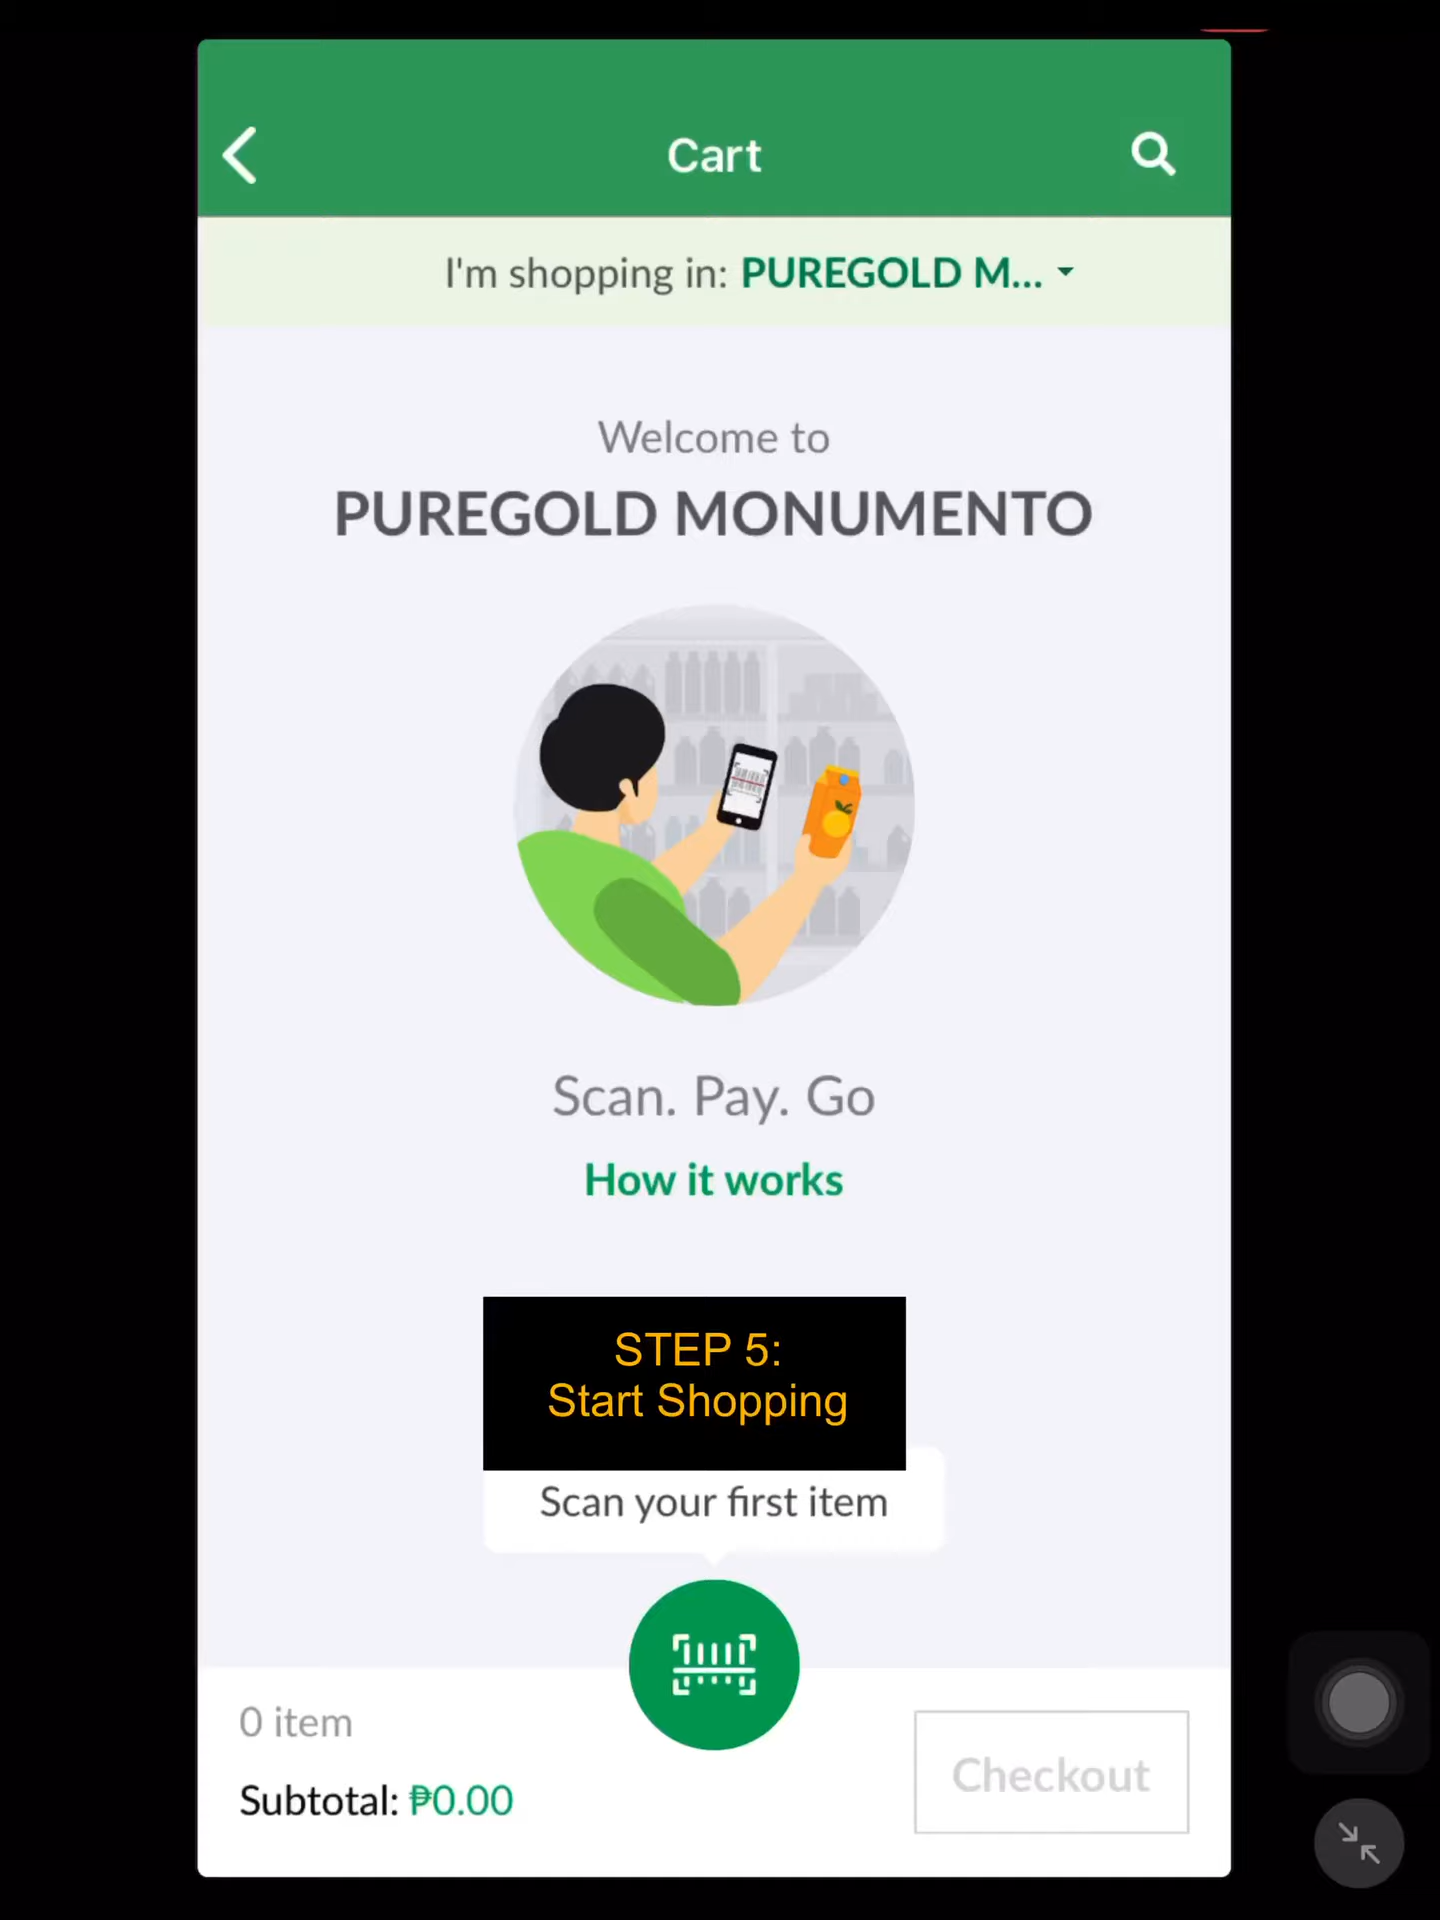 Cart
I'm shopping in: PUREGOLD M...
Welcome to
PUREGOLD MONUMENTO
Scan. Pay. Go
How it works
STEP 5:
Start Shopping
Scan your first item
0 item
Subtotal: ₱0.00
Checkout